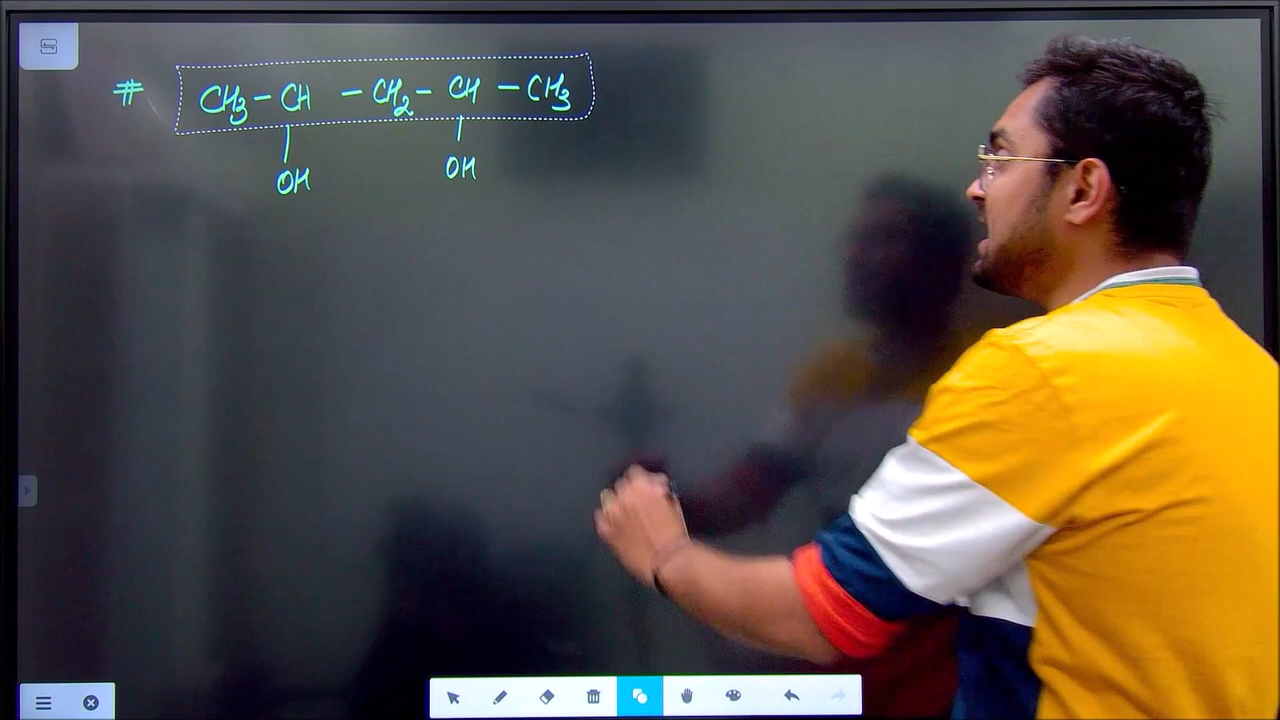 # CH3 – CH – CH2 – CH – CH3
OH OH